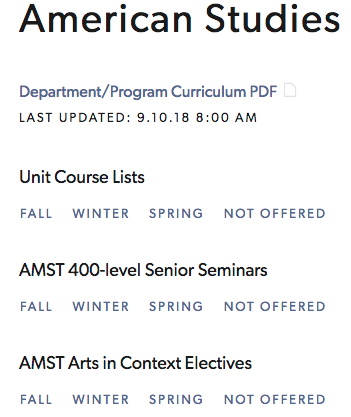 American Studies
Department/Program Curriculum PDF
LAST UPDATED: 9.10.18 8:00 AM
Unit Course Lists
FALL WINTER SPRING NOT OFFERED
AMST 400-level Senior Seminars
FALL WINTER SPRING NOT OFFERED
AMST Arts in Context Electives
FALL WINTER SPRING NOT OFFERED